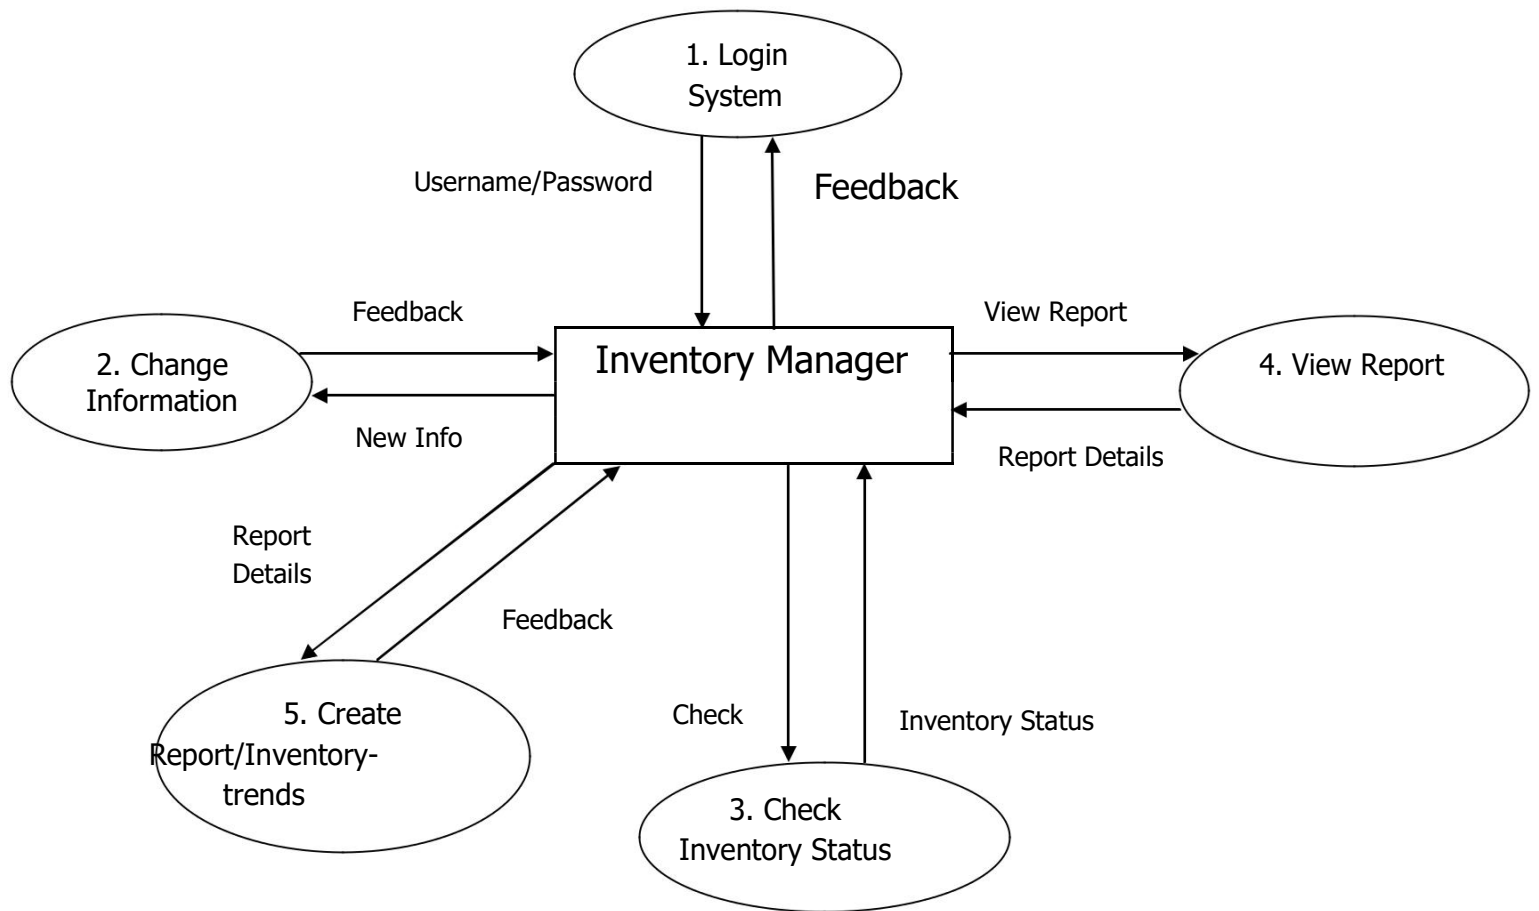 1. Login
System
Username/Password
Feedback
Feedback
View Report
2. Change
Information
Inventory Manager
4. View Report
New Info
Report Details
Report
Details
Feedback
5. Create
Report/Inventory-
trends
Check
Inventory Status
3. Check
Inventory Status